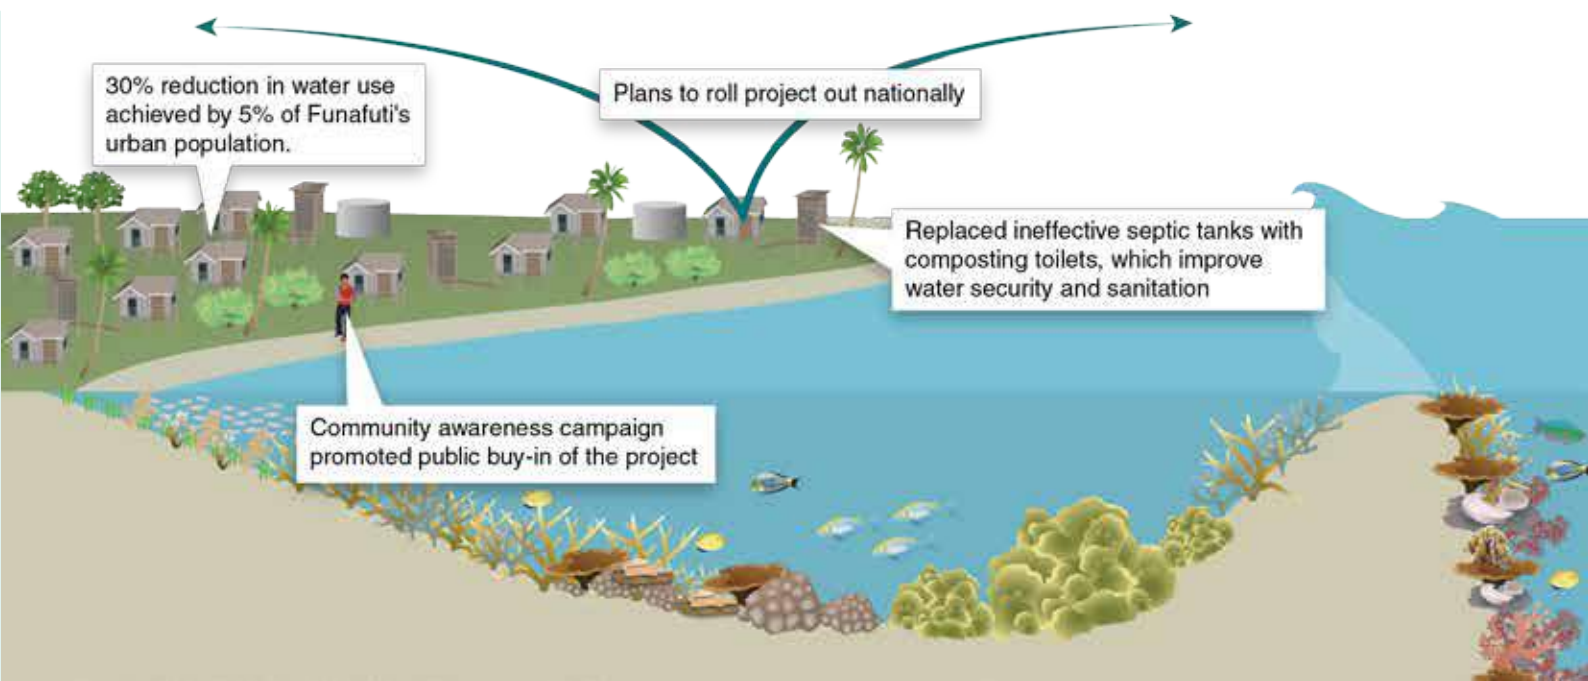 30% reduction in water use
achieved by 5% of Funafuti's
urban population.
Plans to roll project out nationally
Replaced ineffective septic tanks with
composting toilets, which improve
water security and sanitation
Community awareness campaign
promoted public buy-in of the project